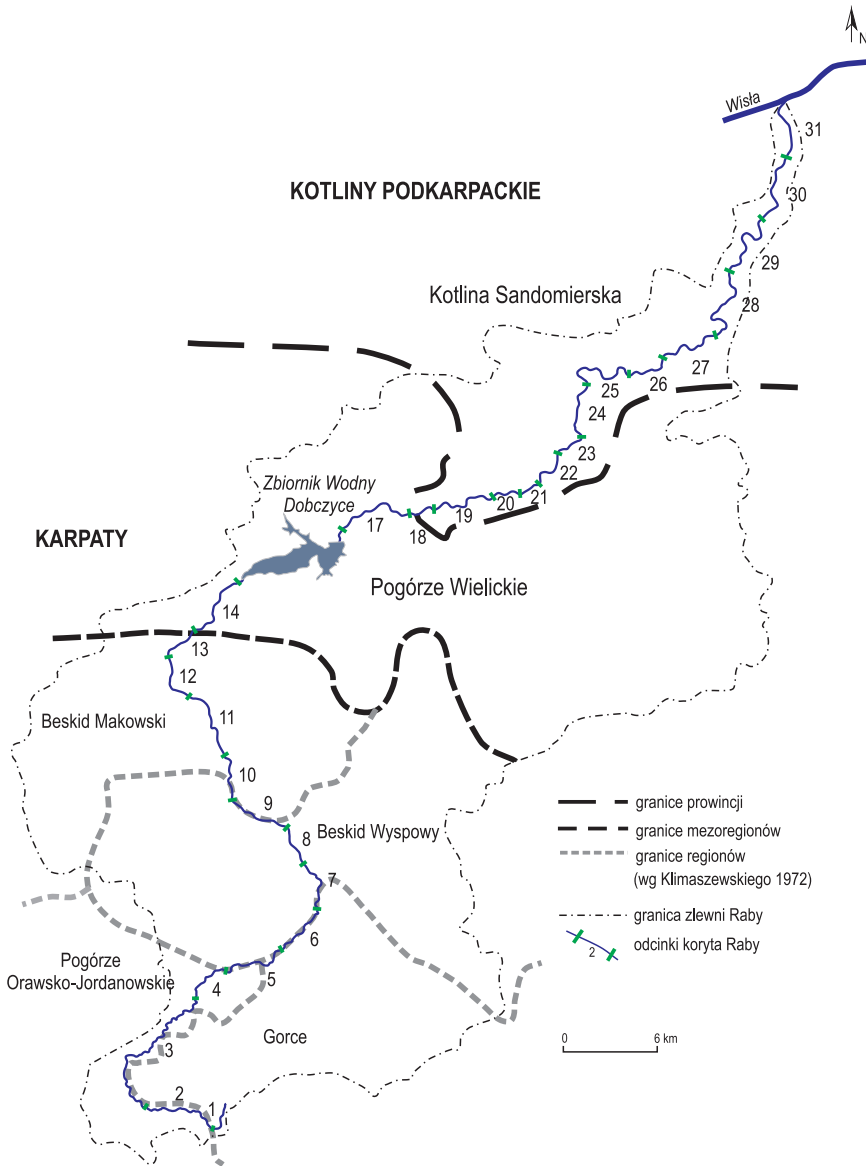 N
Wisła
31
KOTLINY PODKARPACKIE
30
29
Kotlina Sandomierska
28
27
26
25
24
23
22
Zbiornik Wodny
Dobczyce
21
20
19
18
17
KARPATY
Pogórze Wielickie
14
13
12
Beskid Makowski
11
10
9
Beskid Wyspowy
8
7
6
5
4
Pogórze
Orawsko-Jordanowskie
Gorce
3
2
1
granice prowincji
granice mezoregionów
granice regionów
(wg Klimaszewskiego 1972)
granica zlewni Raby
2
odcinki koryta Raby
0 6 km